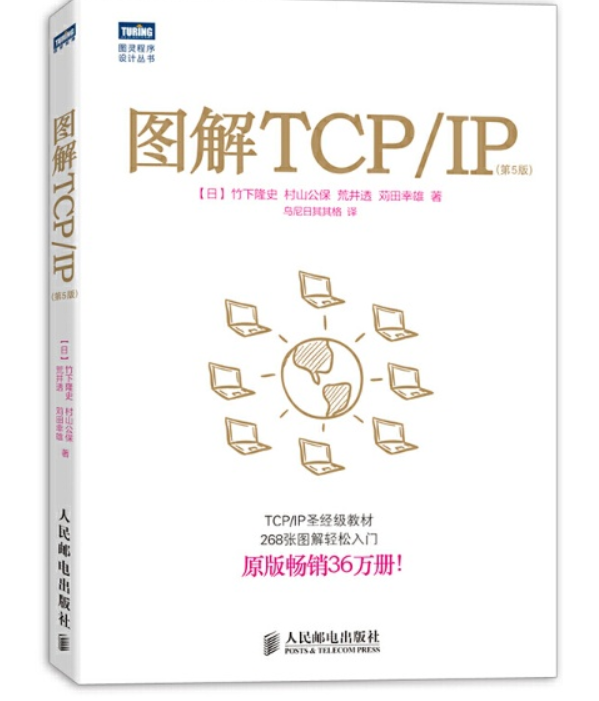 TURING
图灵程序
设计丛书
图解TCP/IP(第5版)
【日】竹下隆史 村山公保 荒井透 苅田幸雄 著
乌尼日其其格 译
TCP/IP圣经级教材
268张图解轻松入门
原版畅销36万册!
人民邮电出版社
POSTS & TELECOM PRESS
TURING
图解TCP/IP
(第5版)
【日】竹下隆史 村山公保
荒井透 苅田幸雄 著
人民邮电出版社